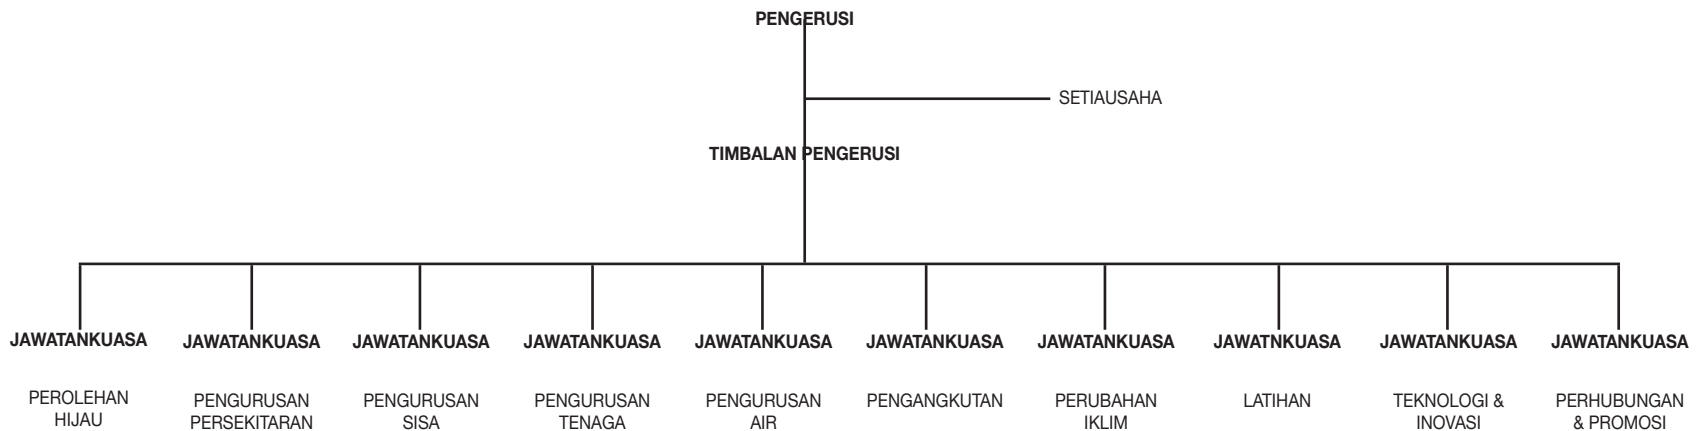 PENGERUSI
SETIAUSAHA
TIMBALAN PENGERUSI
JAWATANKUASA
PEROLEHAN
HIJAU
JAWATANKUASA
PENGURUSAN
PERSEKITARAN
JAWATANKUASA
PENGURUSAN
SISA
JAWATANKUASA
PENGURUSAN
TENAGA
JAWATANKUASA
PENGURUSAN
AIR
JAWATANKUASA
PENGANGKUTAN
JAWATANKUASA
PERUBAHAN
IKLIM
JAWATNKUASA
LATIHAN
JAWATANKUASA
TEKNOLOGI &
INOVASI
JAWATANKUASA
PERHUBUNGAN
& PROMOSI